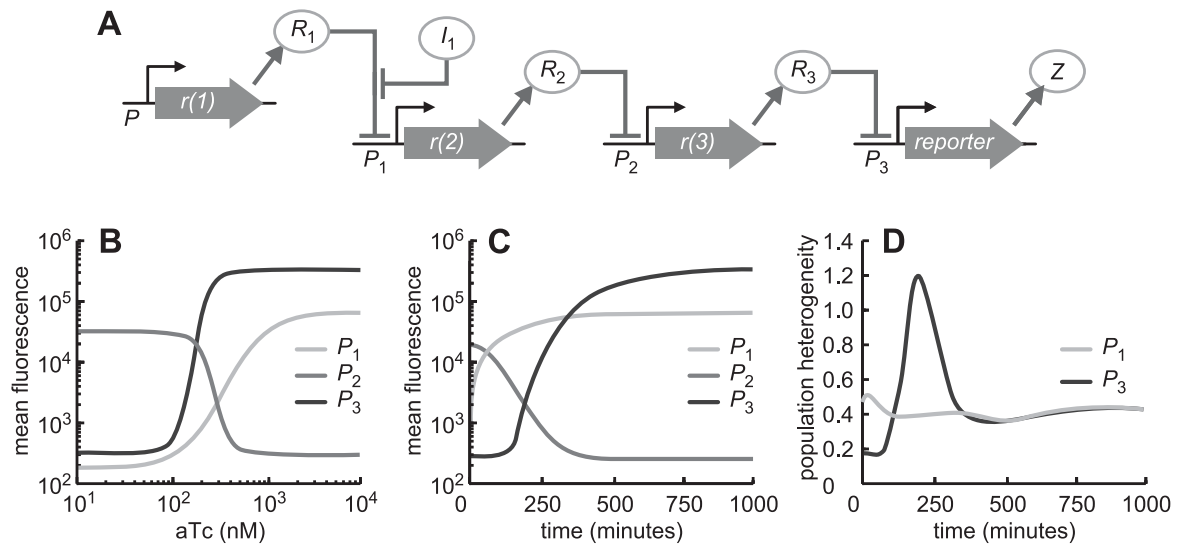 A
R1
I1
R2
R3
Z
r(1)
r(2)
r(3)
reporter
P
P1
P2
P3
B
mean fluorescence
10^6
10^5
10^4
10^3
10^2
P1
P2
P3
10^1 10^2 10^3 10^4
aTc (nM)
C
mean fluorescence
10^6
10^5
10^4
10^3
10^2
P1
P2
P3
0 250 500 750 1000
time (minutes)
D
population heterogeneity
1.4
1.2
1.0
0.8
0.6
0.4
0.2
0
P1
P3
0 250 500 750 1000
time (minutes)